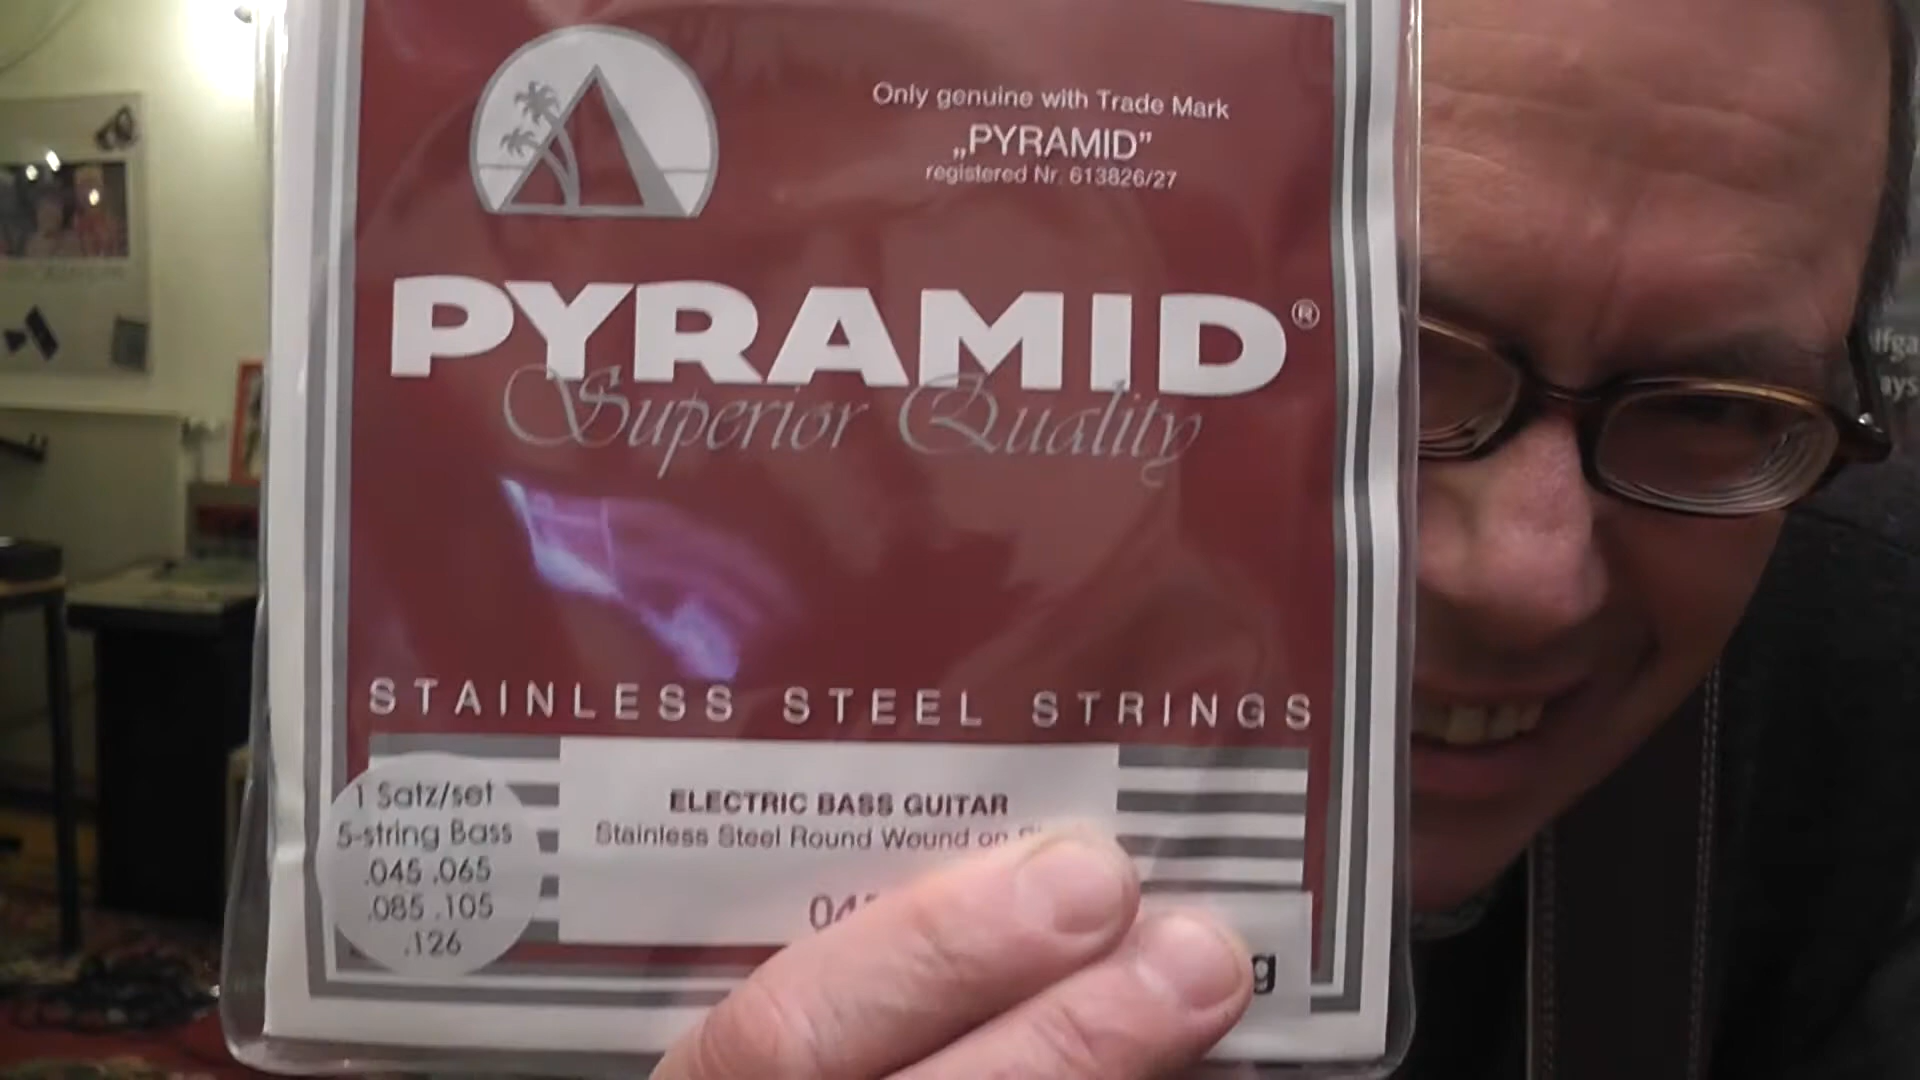 Only genuine with Trade Mark
„PYRAMID”
registered Nr. 613826/27
PYRAMID®
Superior Quality
STAINLESS STEEL STRINGS
1 Satz/set
5-string Bass
.045 .065
.085 .105
.126
ELECTRIC BASS GUITAR
Stainless Steel Round Wound on